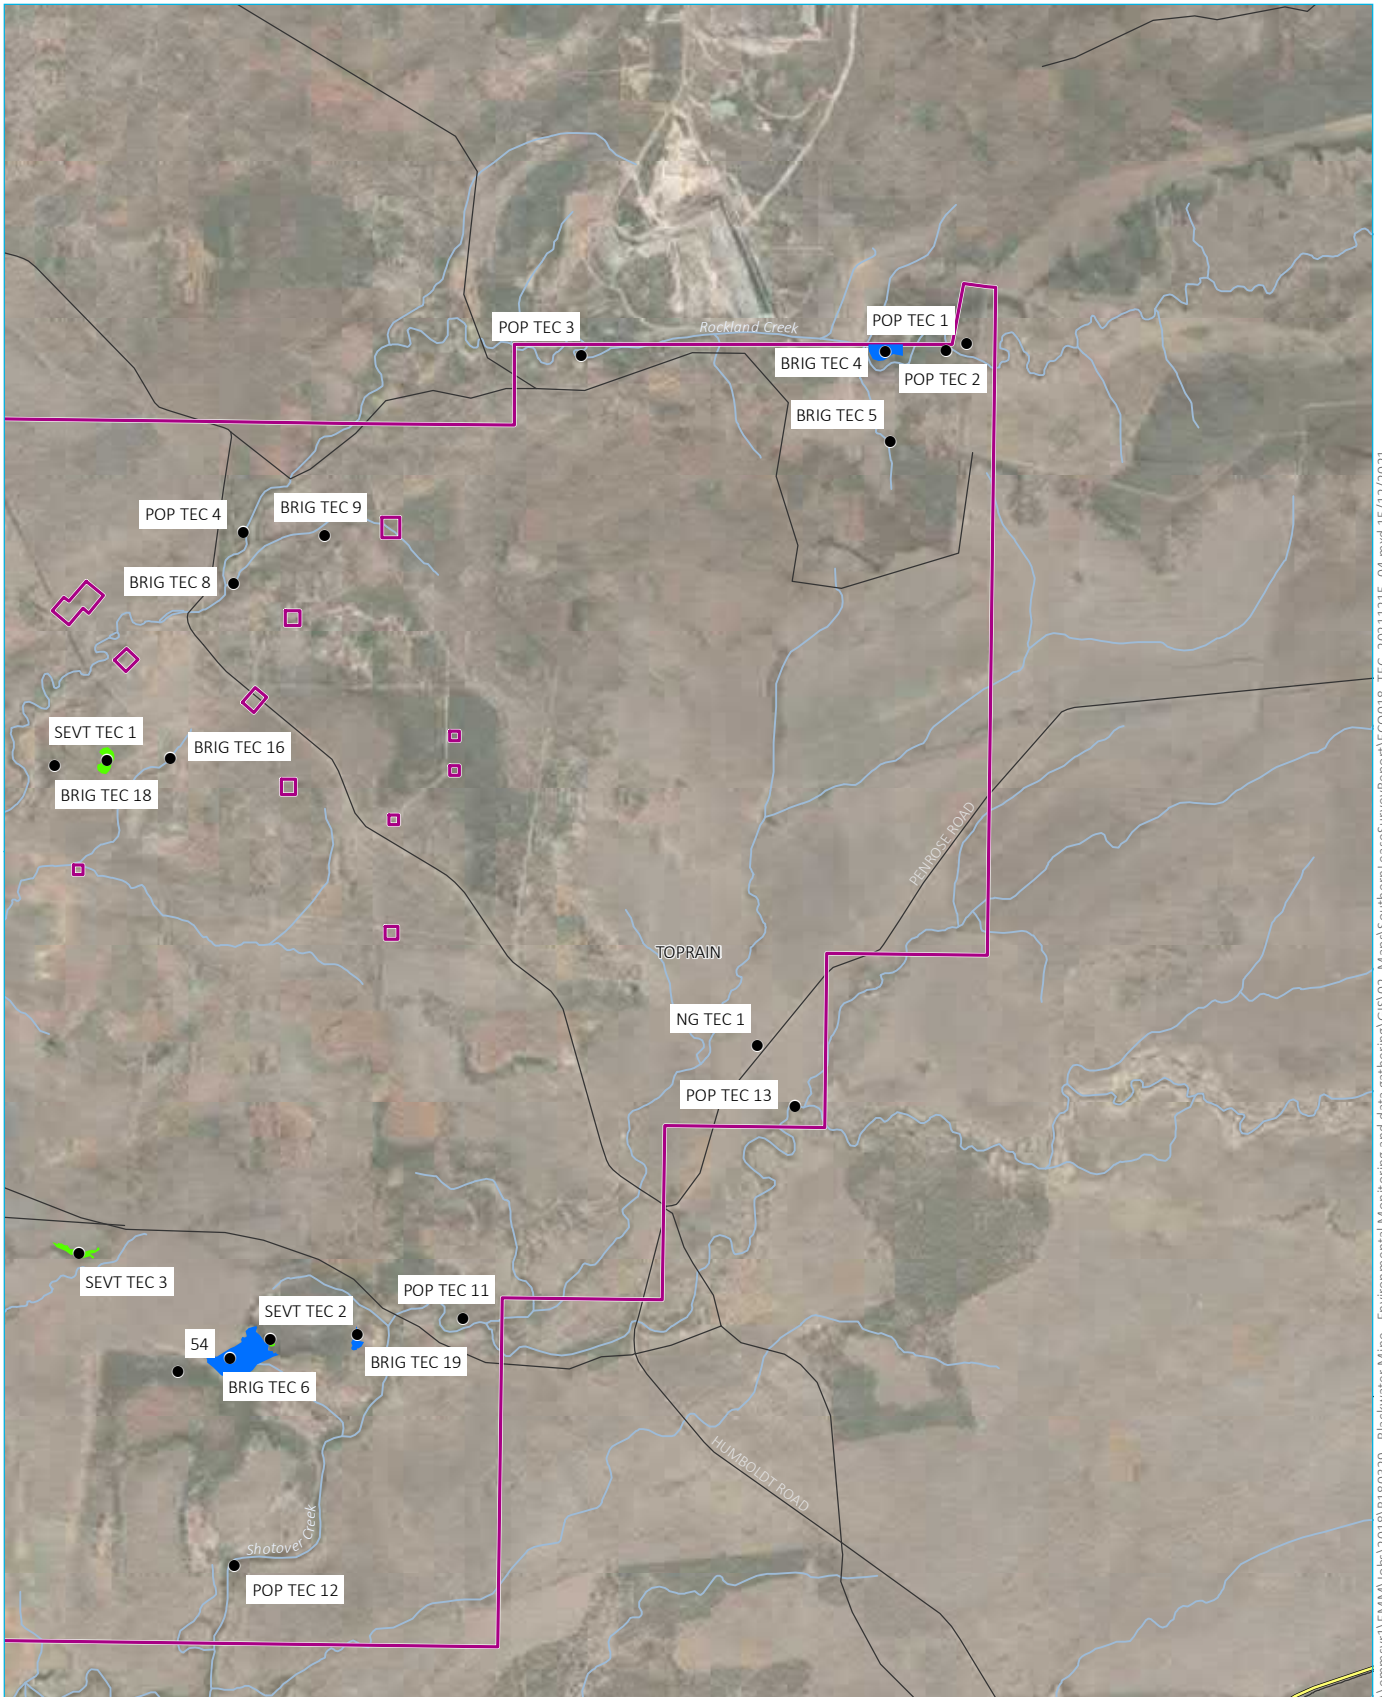 POP TEC 3
Rockland Creek
POP TEC 1
BRIG TEC 4
POP TEC 2
BRIG TEC 5
POP TEC 4
BRIG TEC 9
BRIG TEC 8
SEVT TEC 1
BRIG TEC 16
BRIG TEC 18
PENROSE ROAD
TOPRAIN
NG TEC 1
POP TEC 13
SEVT TEC 3
POP TEC 11
SEVT TEC 2
54
BRIG TEC 19
BRIG TEC 6
HUMBOLDT ROAD
Shotover Creek
POP TEC 12